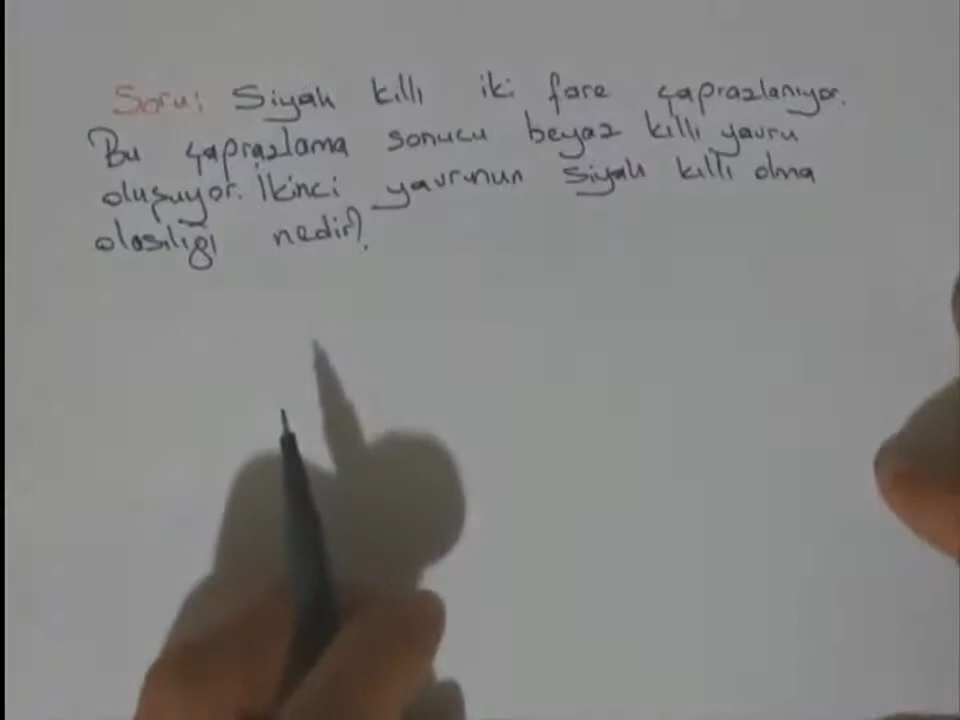 Soru: Siyah kıllı iki fare çaprazlanıyor.
Bu çaprazlama sonucu beyaz kıllı yavru
oluşuyor. İkinci yavrunun siyah kıllı olma
olasılığı nedir?